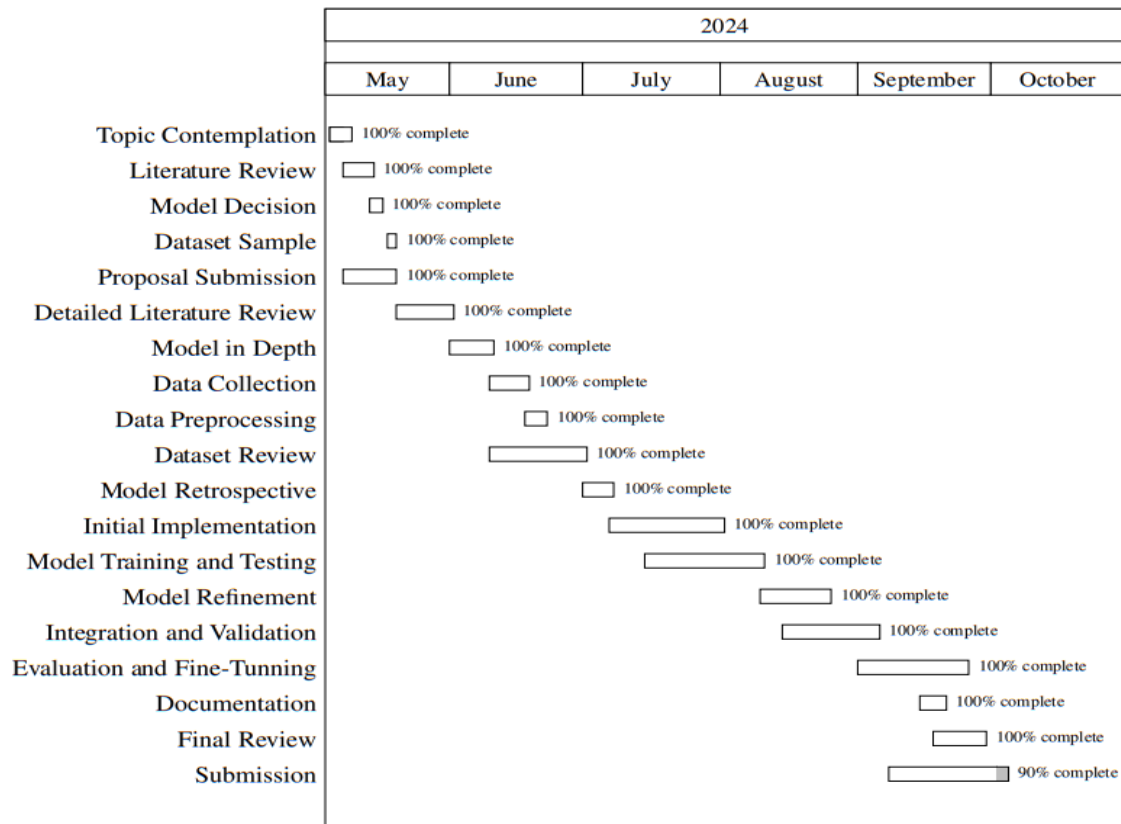 2024
May June July August September October
Topic Contemplation 100% complete
Literature Review 100% complete
Model Decision 100% complete
Dataset Sample 100% complete
Proposal Submission 100% complete
Detailed Literature Review 100% complete
Model in Depth 100% complete
Data Collection 100% complete
Data Preprocessing 100% complete
Dataset Review 100% complete
Model Retrospective 100% complete
Initial Implementation 100% complete
Model Training and Testing 100% complete
Model Refinement 100% complete
Integration and Validation 100% complete
Evaluation and Fine-Tunning 100% complete
Documentation 100% complete
Final Review 100% complete
Submission 90% complete